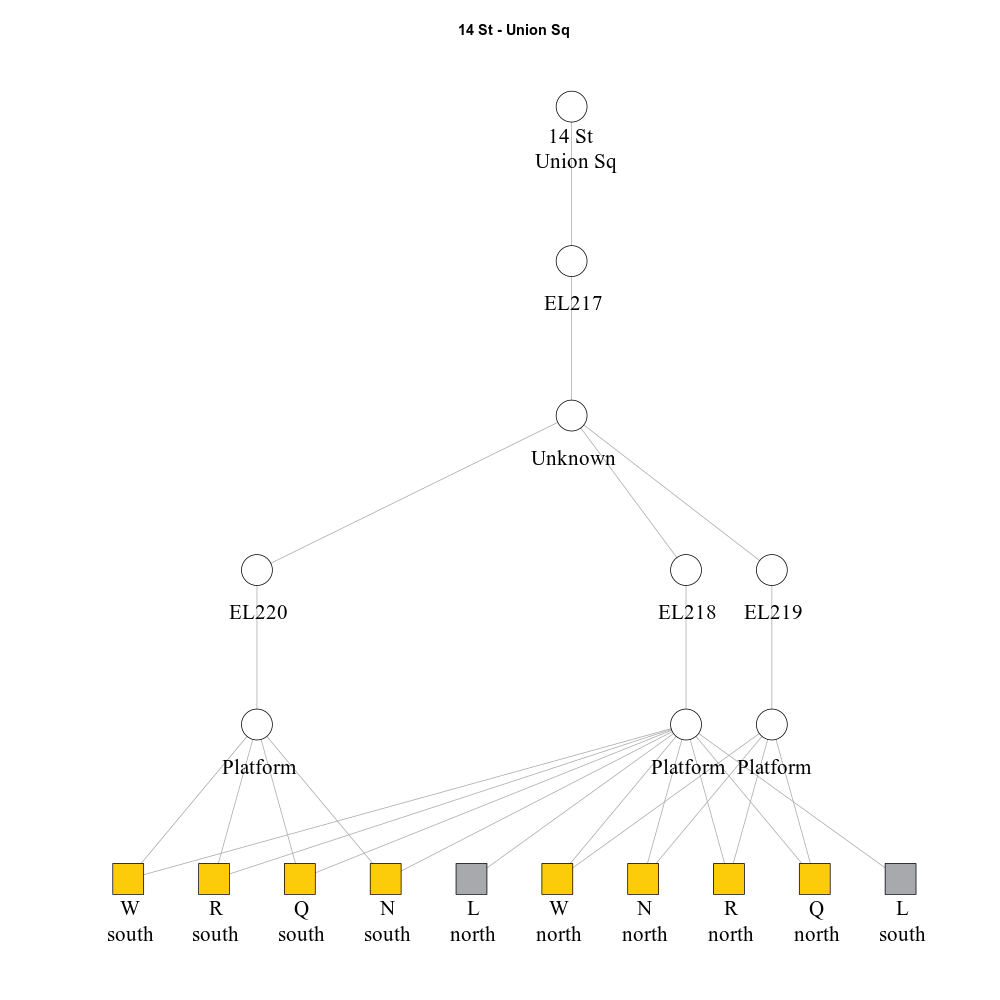 14 St - Union Sq
14 St
Union Sq
EL217
Unknown
EL220
EL218
EL219
Platform
Platform
Platform
W
south
R
south
Q
south
N
south
L
north
W
north
N
north
R
north
Q
north
L
south